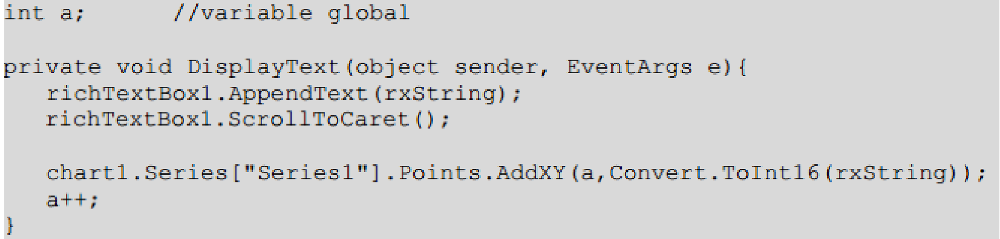 int a;      //variable global
private void DisplayText(object sender, EventArgs e){
   richTextBox1.AppendText(rxString);
   richTextBox1.ScrollToCaret();
   chart1.Series["Series1"].Points.AddXY(a,Convert.ToInt16(rxString));
   a++;
}